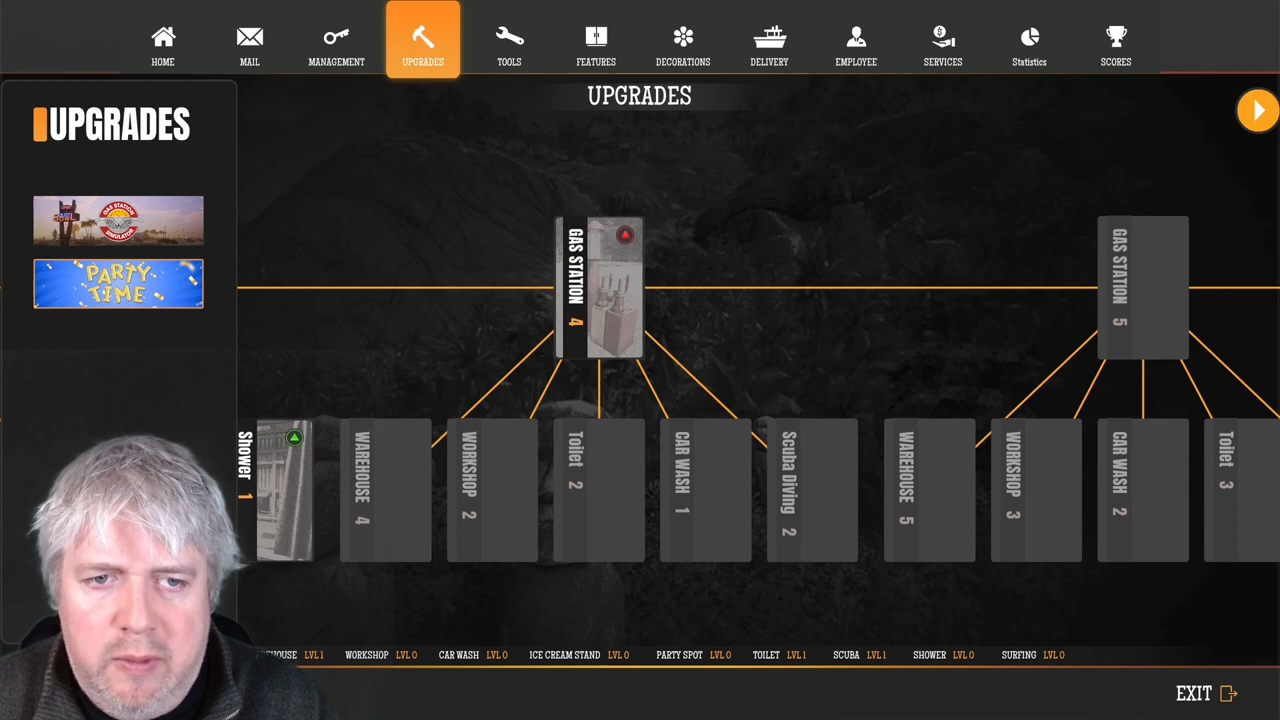 HOME
MAIL
MANAGEMENT
UPGRADES
TOOLS
FEATURES
DECORATIONS
DELIVERY
EMPLOYEE
SERVICES
Statistics
SCORES
UPGRADES
UPGRADES
GAS STATION
SIMULATOR
PARTY
TIME
GAS STATION 4
GAS STATION 5
Shower 1
WAREHOUSE 4
WORKSHOP 2
Toilet 2
CAR WASH 1
Scuba Diving 2
WAREHOUSE 5
WORKSHOP 3
CAR WASH 2
Toilet 3
LVL 1 WORKSHOP LVL 0 CAR WASH LVL 0 ICE CREAM STAND LVL 0 PARTY SPOT LVL 0 TOILET LVL 1 SCUBA LVL 1 SHOWER LVL 0 SURFING LVL 0
EXIT